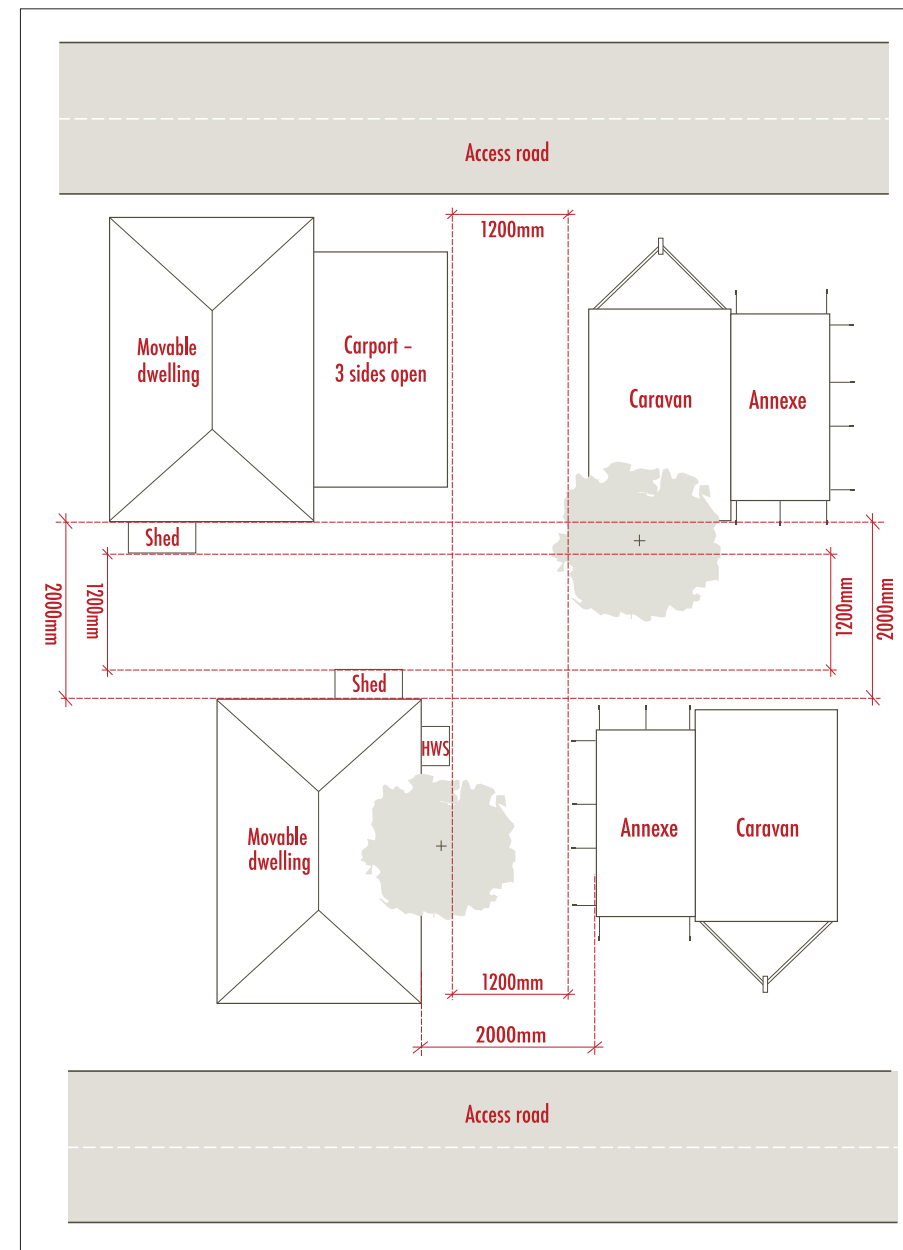 Access road
1200mm
Movable
dwelling
Carport –
3 sides open
Caravan
Annexe
Shed
2000mm
1200mm
1200mm
2000mm
Shed
HWS
Movable
dwelling
Annexe
Caravan
1200mm
2000mm
Access road